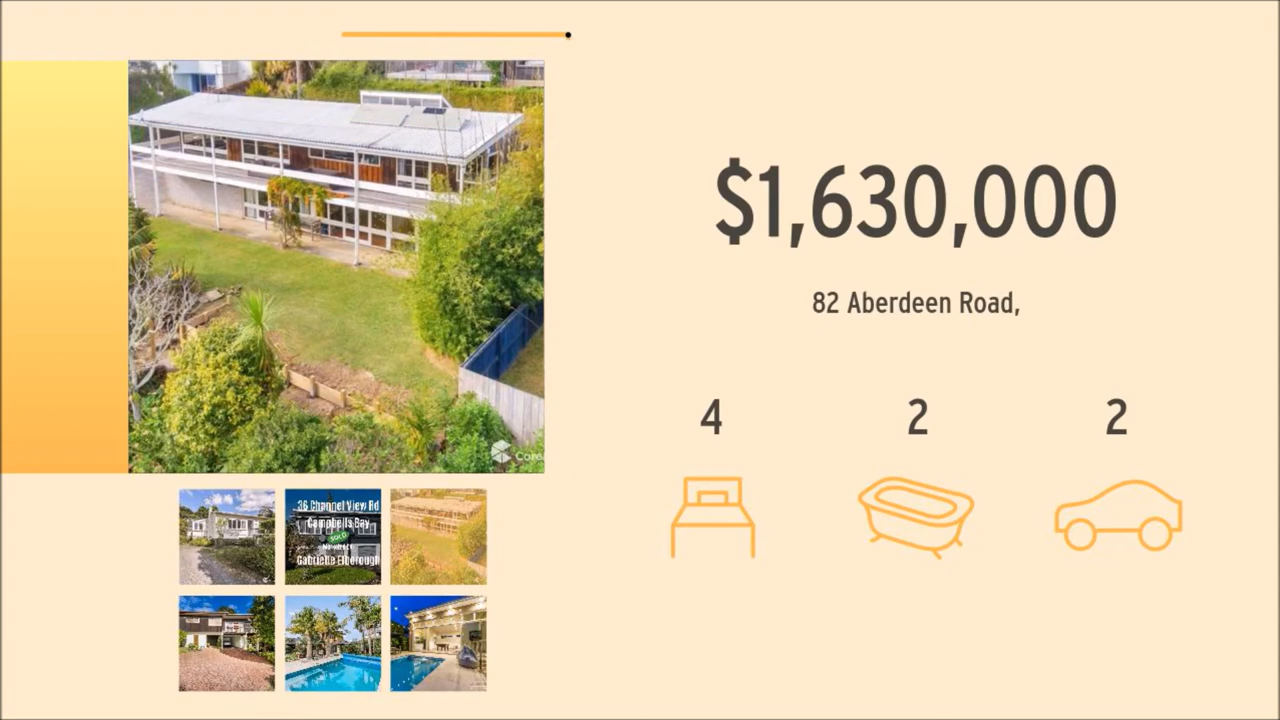 $1,630,000
82 Aberdeen Road,
4
2
2
36 Channel View Rd
Campbells Bay
SOLD
Gabrielle Elborough